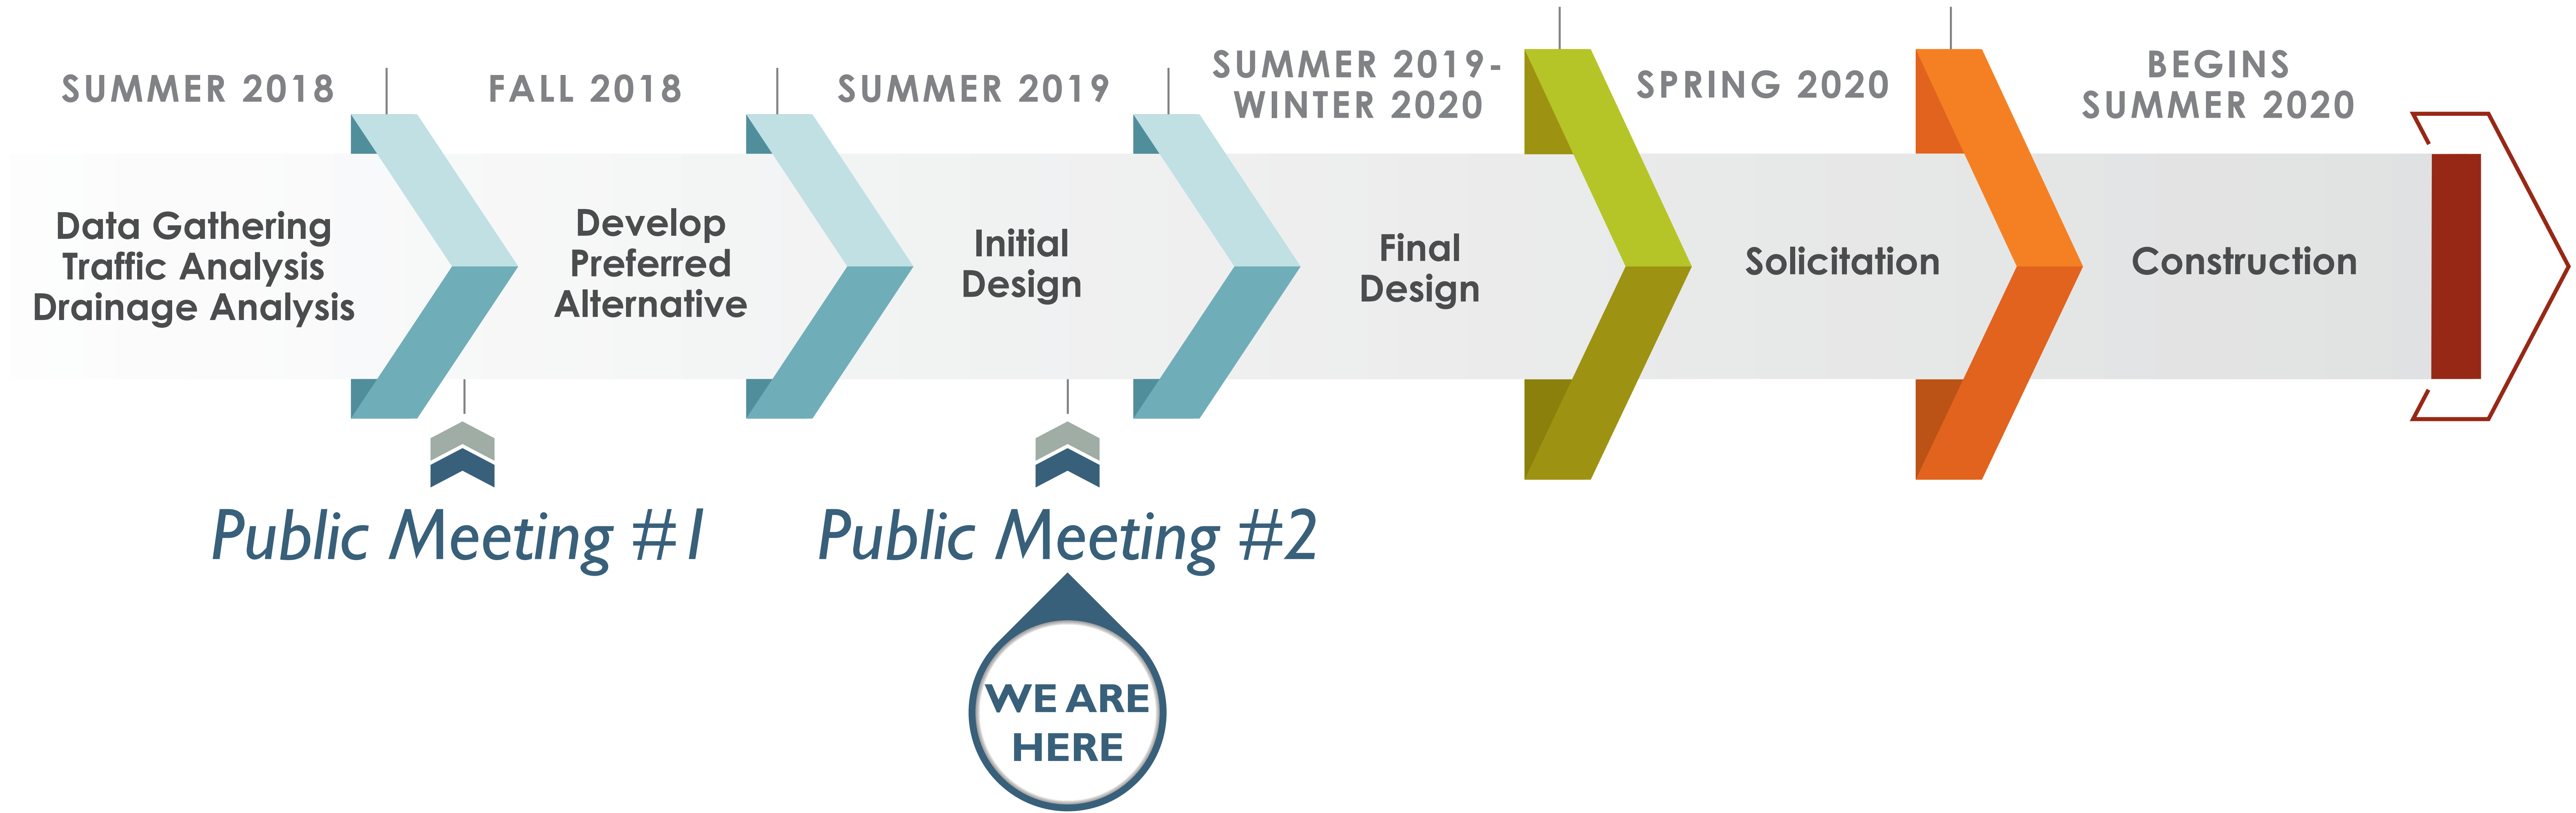 SUMMER 2018
FALL 2018
SUMMER 2019
SUMMER 2019-
WINTER 2020
SPRING 2020
BEGINS
SUMMER 2020
Data Gathering
Traffic Analysis
Drainage Analysis
Develop
Preferred
Alternative
Initial
Design
Final
Design
Solicitation
Construction
Public Meeting #1
Public Meeting #2
WE ARE
HERE